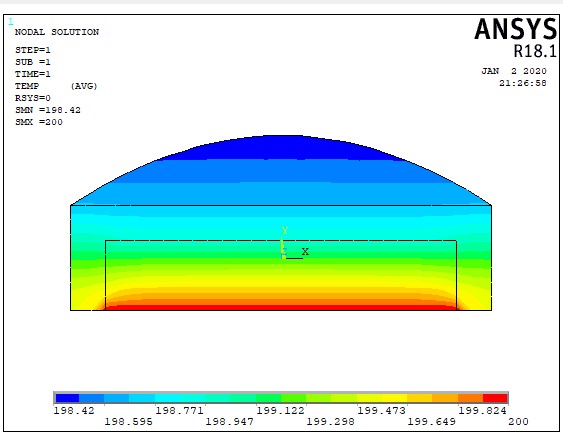 1
NODAL SOLUTION
STEP=1
SUB =1
TIME=1
TEMP (AVG)
RSYS=0
SMN =198.42
SMX =200
ANSYS
R18.1
JAN 2 2020
21:26:58
Y
X
198.42 198.771 199.122 199.473 199.824
198.595 198.947 199.298 199.649 200